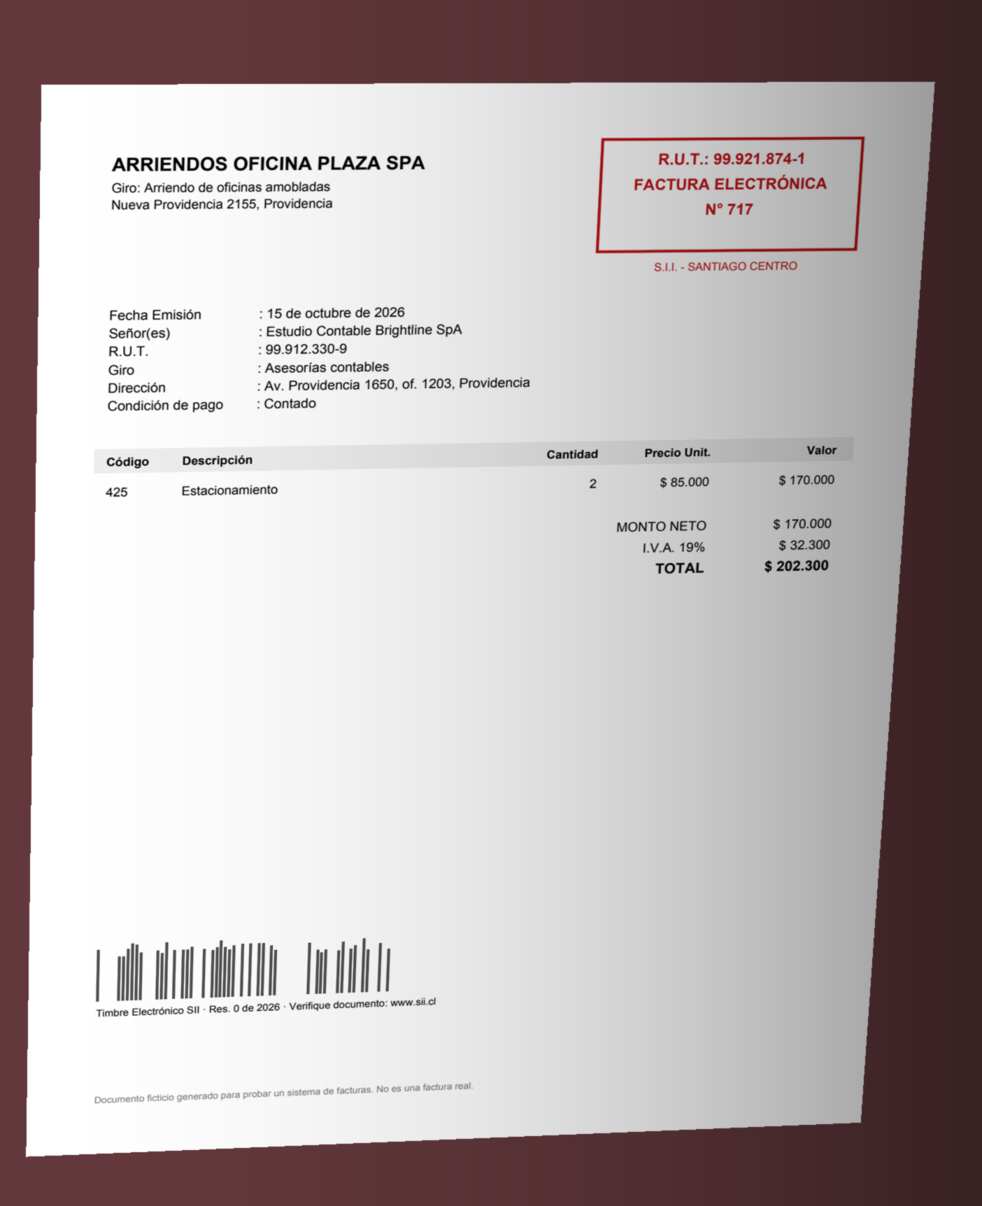 ARRIENDOS OFICINA PLAZA SPA
Giro: Arriendo de oficinas amobladas
Nueva Providencia 2155, Providencia
R.U.T.: 99.921.874-1
FACTURA ELECTRÓNICA
N° 717
S.I.I. - SANTIAGO CENTRO
Fecha Emisión : 15 de octubre de 2026
Señor(es) : Estudio Contable Brightline SpA
R.U.T. : 99.912.330-9
Giro : Asesorías contables
Dirección : Av. Providencia 1650, of. 1203, Providencia
Condición de pago : Contado
Código Descripción Cantidad Precio Unit. Valor
425 Estacionamiento 2 $ 85.000 $ 170.000
MONTO NETO $ 170.000
I.V.A. 19% $ 32.300
TOTAL $ 202.300
Timbre Electrónico SII · Res. 0 de 2026 · Verifique documento: www.sii.cl
Documento ficticio generado para probar un sistema de facturas. No es una factura real.